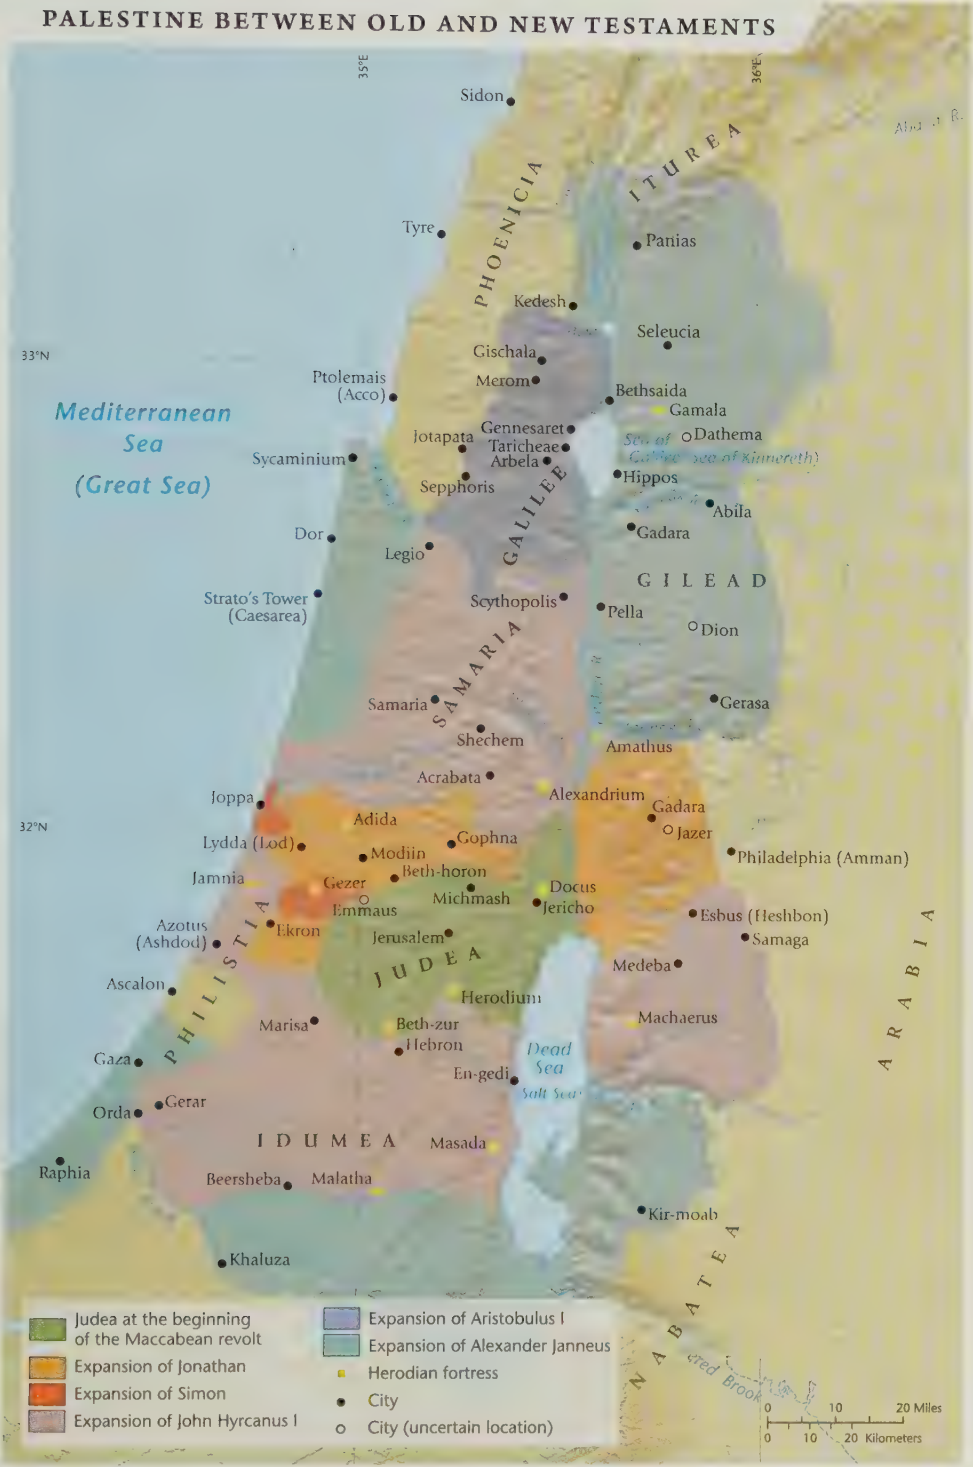 PALESTINE BETWEEN OLD AND NEW TESTAMENTS
35°E
36°E
Sidon
ITUREA
PHOENICIA
Tyre
Panias
Kedesh
Seleucia
33°N
Gischala
Merom
Ptolemais
(Acco)
Bethsaida
Gamala
Mediterranean
Sea
(Great Sea)
Gennesaret
Jotapata
Taricheae
Arbela
Dathema
Sea of
Sea of Kinnereth)
Sycaminium
Sepphoris
Hippos
GALILEE
Abila
Dor
Gadara
Legio
GILEAD
Strato's Tower
(Caesarea)
Scythopolis
Pella
Dion
SAMARIA
Samaria
Gerasa
Shechem
Amathus
Acrabata
Alexandrium
Joppa
Gadara
Adida
32°N
Jazer
Lydda (Lod)
Gophna
Modiin
Philadelphia (Amman)
Beth-horon
Jamnia
Gezer
Docus
Michmash
Emmaus
Jericho
Esbus (Heshbon)
Azotus
(Ashdod)
Ekron
Jerusalem
Samaga
PHILISTIA
JUDEA
Medeba
ARABIA
Ascalon
Herodium
Marisa
Beth-zur
Machaerus
Hebron
Dead
Sea
Salt Sea
Gaza
En-gedi
Orda
Gerar
IDUMEA
Masada
Raphia
Beersheba
Malatha
Kir-moab
Khaluza
NABATEA
Brook
Judea at the beginning
of the Maccabean revolt
Expansion of Jonathan
Expansion of Simon
Expansion of John Hyrcanus I
Expansion of Aristobulus I
Expansion of Alexander Janneus
Herodian fortress
City
City (uncertain location)
0 10 20 Miles
0 10 20 Kilometers